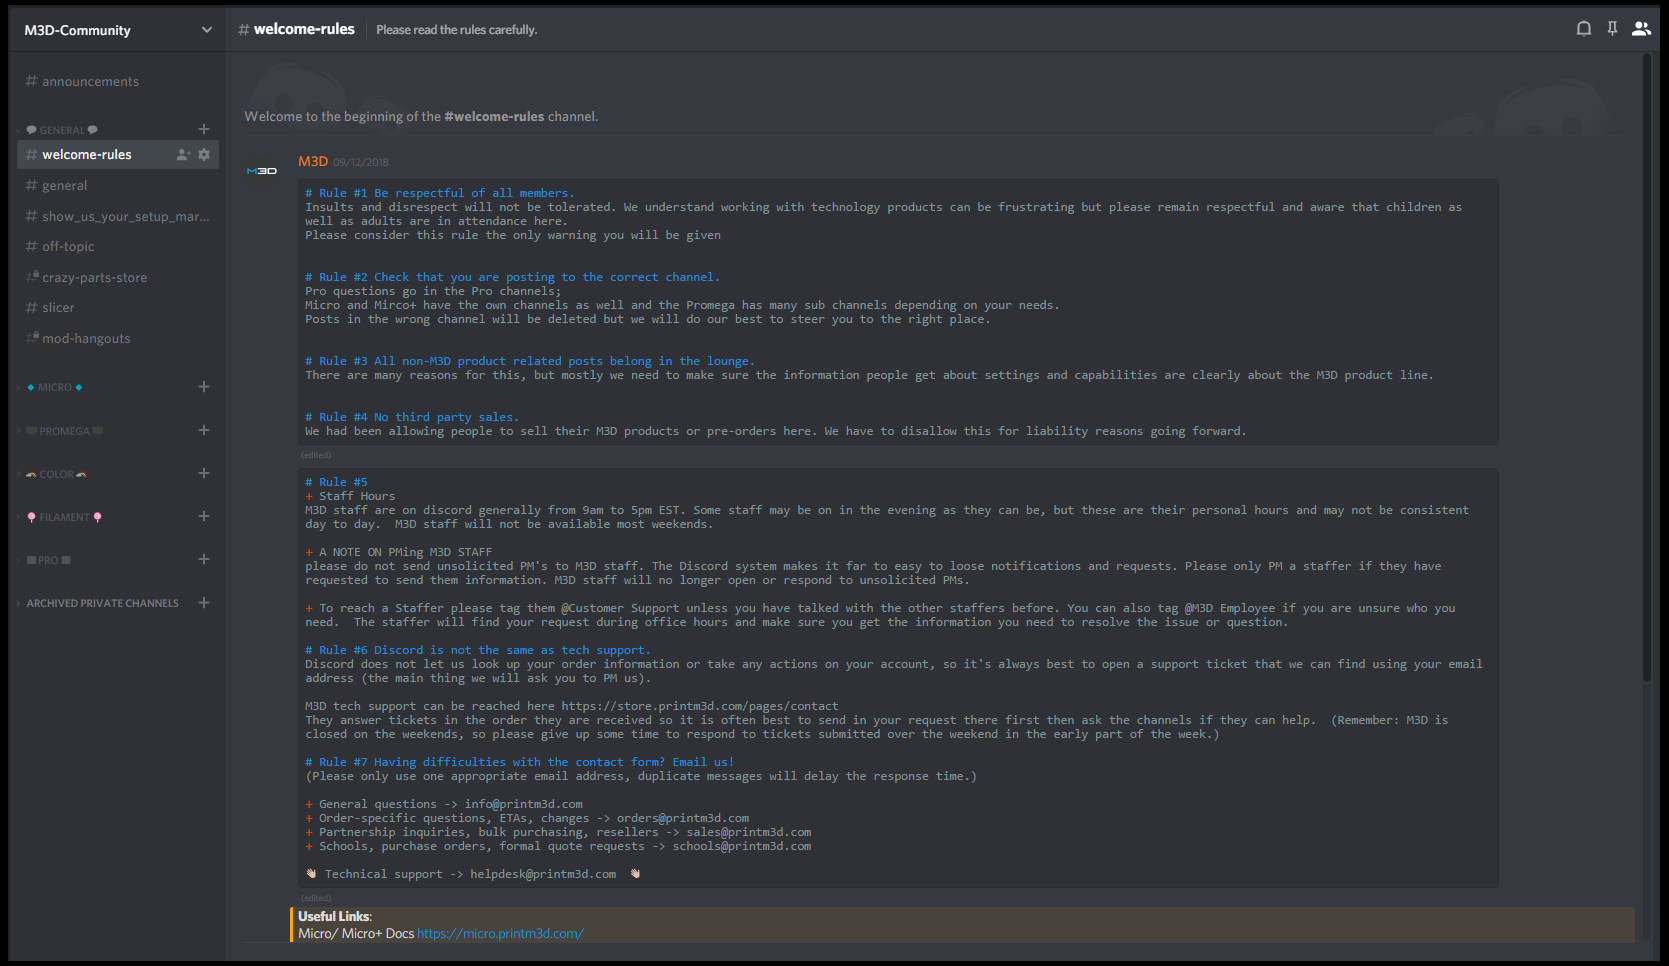 M3D-Community
# announcements
GENERAL
# welcome-rules
# general
# show_us_your_setup_mar...
# off-topic
# crazy-parts-store
# slicer
# mod-hangouts
MICRO
PROMEGA
COLOR
FILAMENT
PRO
ARCHIVED PRIVATE CHANNELS
# welcome-rules Please read the rules carefully.
Welcome to the beginning of the #welcome-rules channel.
M3D
M3D 09/12/2018
# Rule #1 Be respectful of all members.
Insults and disrespect will not be tolerated. We understand working with technology products can be frustrating but please remain respectful and aware that children as
well as adults are in attendance here.
Please consider this rule the only warning you will be given
# Rule #2 Check that you are posting to the correct channel.
Pro questions go in the Pro channels;
Micro and Mirco+ have the own channels as well and the Promega has many sub channels depending on your needs.
Posts in the wrong channel will be deleted but we will do our best to steer you to the right place.
# Rule #3 All non-M3D product related posts belong in the lounge.
There are many reasons for this, but mostly we need to make sure the information people get about settings and capabilities are clearly about the M3D product line.
# Rule #4 No third party sales.
We had been allowing people to sell their M3D products or pre-orders here. We have to disallow this for liability reasons going forward.
(edited)
# Rule #5
+ Staff Hours
M3D staff are on discord generally from 9am to 5pm EST. Some staff may be on in the evening as they can be, but these are their personal hours and may not be consistent
day to day.  M3D staff will not be available most weekends.
+ A NOTE ON PMing M3D STAFF
please do not send unsolicited PM's to M3D staff. The Discord system makes it far to easy to loose notifications and requests. Please only PM a staffer if they have
requested to send them information. M3D staff will no longer open or respond to unsolicited PMs.
+ To reach a Staffer please tag them @Customer Support unless you have talked with the other staffers before. You can also tag @M3D Employee if you are unsure who you
need.  The staffer will find your request during office hours and make sure you get the information you need to resolve the issue or question.
# Rule #6 Discord is not the same as tech support.
Discord does not let us look up your order information or take any actions on your account, so it's always best to open a support ticket that we can find using your email
address (the main thing we will ask you to PM us).
M3D tech support can be reached here https://store.printm3d.com/pages/contact
They answer tickets in the order they are received so it is often best to send in your request there first then ask the channels if they can help.  (Remember: M3D is
closed on the weekends, so please give up some time to respond to tickets submitted over the weekend in the early part of the week.)
# Rule #7 Having difficulties with the contact form? Email us!
(Please only use one appropriate email address, duplicate messages will delay the response time.)
+ General questions -> info@printm3d.com
+ Order-specific questions, ETAs, changes -> orders@printm3d.com
+ Partnership inquiries, bulk purchasing, resellers -> sales@printm3d.com
+ Schools, purchase orders, formal quote requests -> schools@printm3d.com
👋 Technical support -> helpdesk@printm3d.com 👋
(edited)
Useful Links:
Micro/ Micro+ Docs https://micro.printm3d.com/